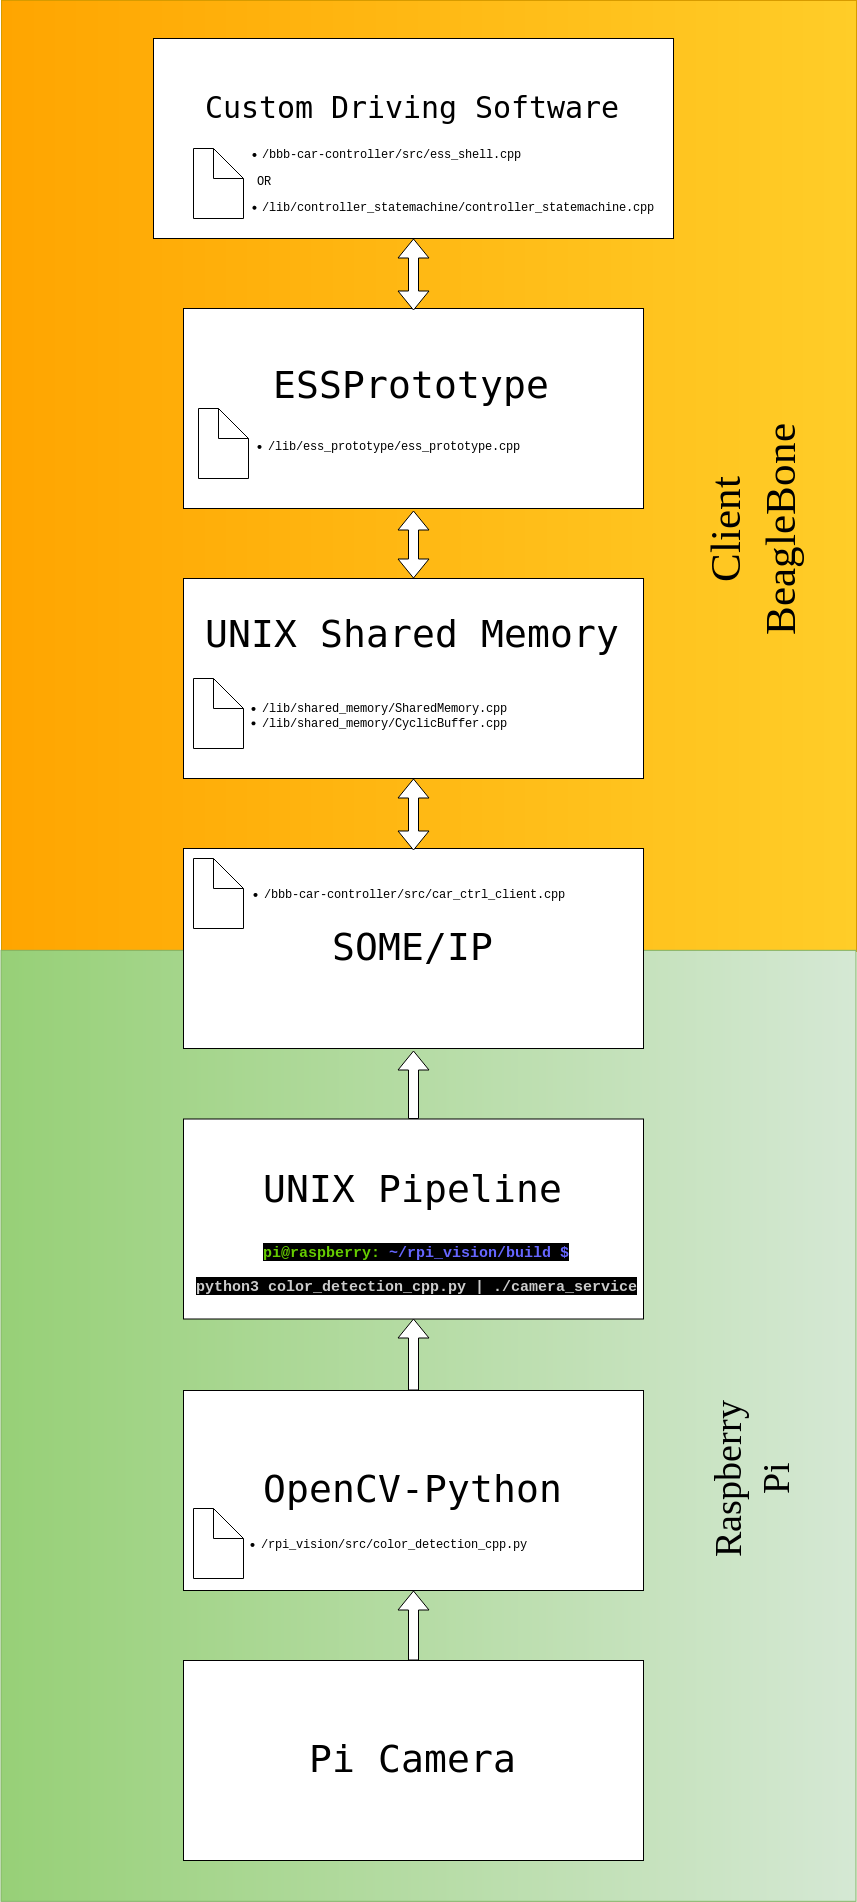 Custom Driving Software
• /bbb-car-controller/src/ess_shell.cpp
OR
• /lib/controller_statemachine/controller_statemachine.cpp
ESSPrototype
• /lib/ess_prototype/ess_prototype.cpp
Client
BeagleBone
UNIX Shared Memory
• /lib/shared_memory/SharedMemory.cpp
• /lib/shared_memory/CyclicBuffer.cpp
• /bbb-car-controller/src/car_ctrl_client.cpp
SOME/IP
UNIX Pipeline
pi@raspberry: ~/rpi_vision/build $
python3 color_detection_cpp.py | ./camera_service
OpenCV-Python
• /rpi_vision/src/color_detection_cpp.py
Raspberry
Pi
Pi Camera